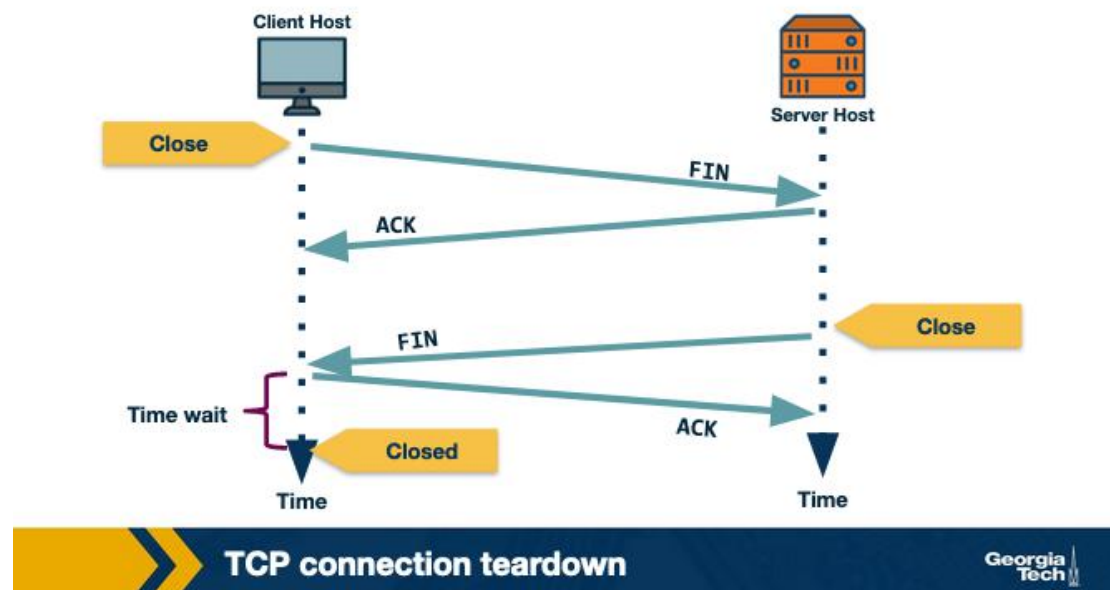 Client Host
Server Host
Close
FIN
ACK
Close
FIN
Time wait
ACK
Closed
Time
Time
TCP connection teardown
Georgia
Tech